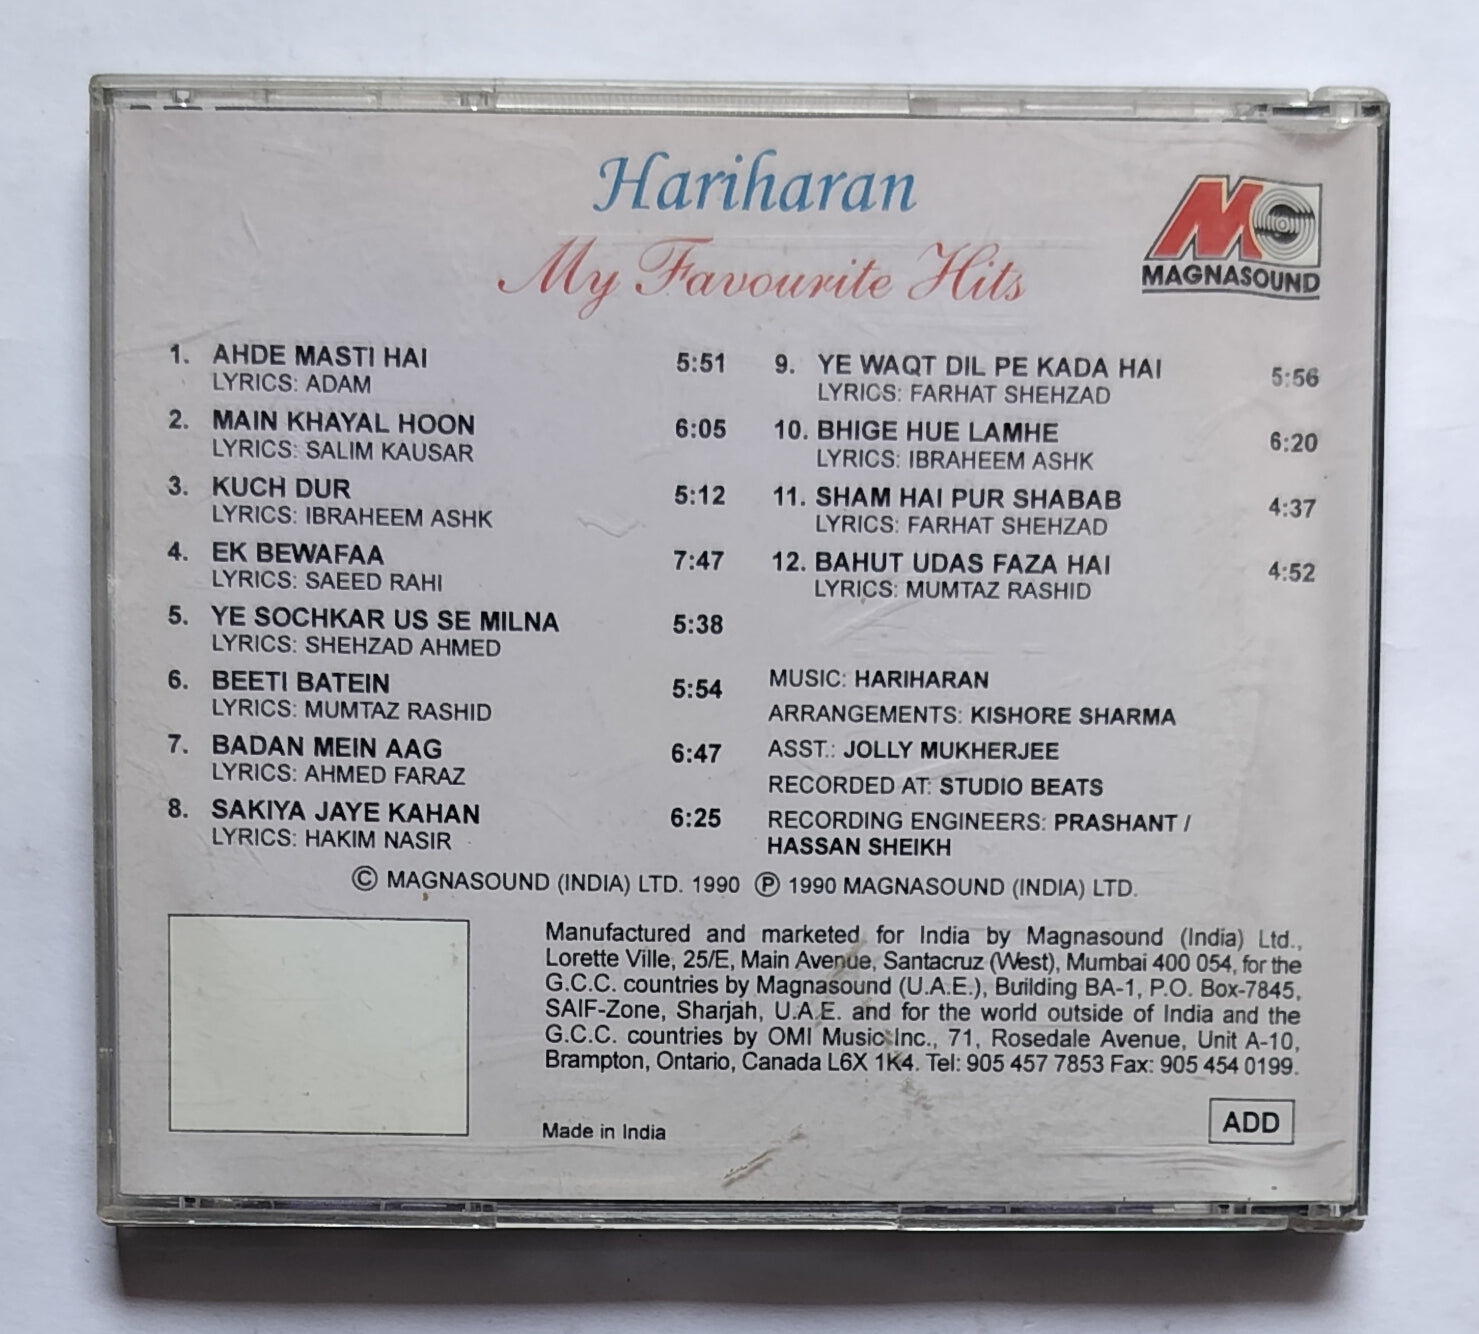 Hariharan
My Favourite Hits
MAGNASOUND
1. AHDE MASTI HAI 5:51
LYRICS: ADAM
2. MAIN KHAYAL HOON 6:05
LYRICS: SALIM KAUSAR
3. KUCH DUR 5:12
LYRICS: IBRAHEEM ASHK
4. EK BEWAFAA 7:47
LYRICS: SAEED RAHI
5. YE SOCHKAR US SE MILNA 5:38
LYRICS: SHEHZAD AHMED
6. BEETI BATEIN 5:54
LYRICS: MUMTAZ RASHID
7. BADAN MEIN AAG 6:47
LYRICS: AHMED FARAZ
8. SAKIYA JAYE KAHAN 6:25
LYRICS: HAKIM NASIR
9. YE WAQT DIL PE KADA HAI 5:56
LYRICS: FARHAT SHEHZAD
10. BHIGE HUE LAMHE 6:20
LYRICS: IBRAHEEM ASHK
11. SHAM HAI PUR SHABAB 4:37
LYRICS: FARHAT SHEHZAD
12. BAHUT UDAS FAZA HAI 4:52
LYRICS: MUMTAZ RASHID
MUSIC: HARIHARAN
ARRANGEMENTS: KISHORE SHARMA
ASST.: JOLLY MUKHERJEE
RECORDED AT: STUDIO BEATS
RECORDING ENGINEERS: PRASHANT /
HASSAN SHEIKH
Ⓒ MAGNASOUND (INDIA) LTD. 1990 Ⓟ 1990 MAGNASOUND (INDIA) LTD.
Manufactured and marketed for India by Magnasound (India) Ltd.,
Lorette Ville, 25/E, Main Avenue, Santacruz (West), Mumbai 400 054, for the
G.C.C. countries by Magnasound (U.A.E.), Building BA-1, P.O. Box-7845,
SAIF-Zone, Sharjah, U.A.E. and for the world outside of India and the
G.C.C. countries by OMI Music Inc., 71, Rosedale Avenue, Unit A-10,
Brampton, Ontario, Canada L6X 1K4. Tel: 905 457 7853 Fax: 905 454 0199.
Made in India
ADD